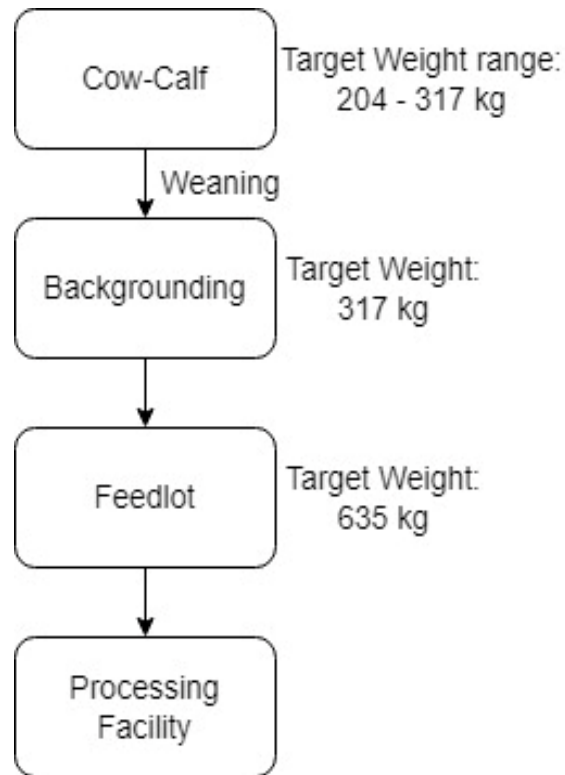 Cow-Calf
Target Weight range:
204 - 317 kg
Weaning
Backgrounding
Target Weight:
317 kg
Feedlot
Target Weight:
635 kg
Processing
Facility